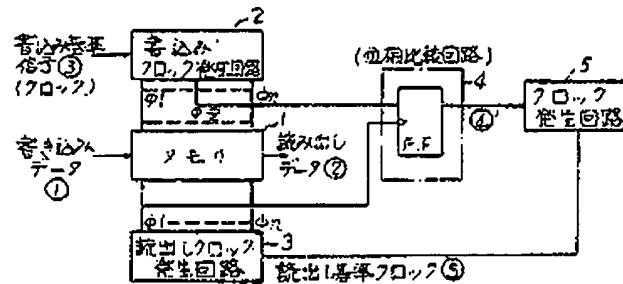 2
書込み基準
信号③
(クロック)
書込み
クロック発生回路
(位相比較回路)
4
5
クロック
発生回路
φ1 φn
F.F
④'
書き込み
データ
①
1
メモリ
読み出し
データ②
φ1 φn
3
読出しクロック
発生回路
読出し基準クロック⑤